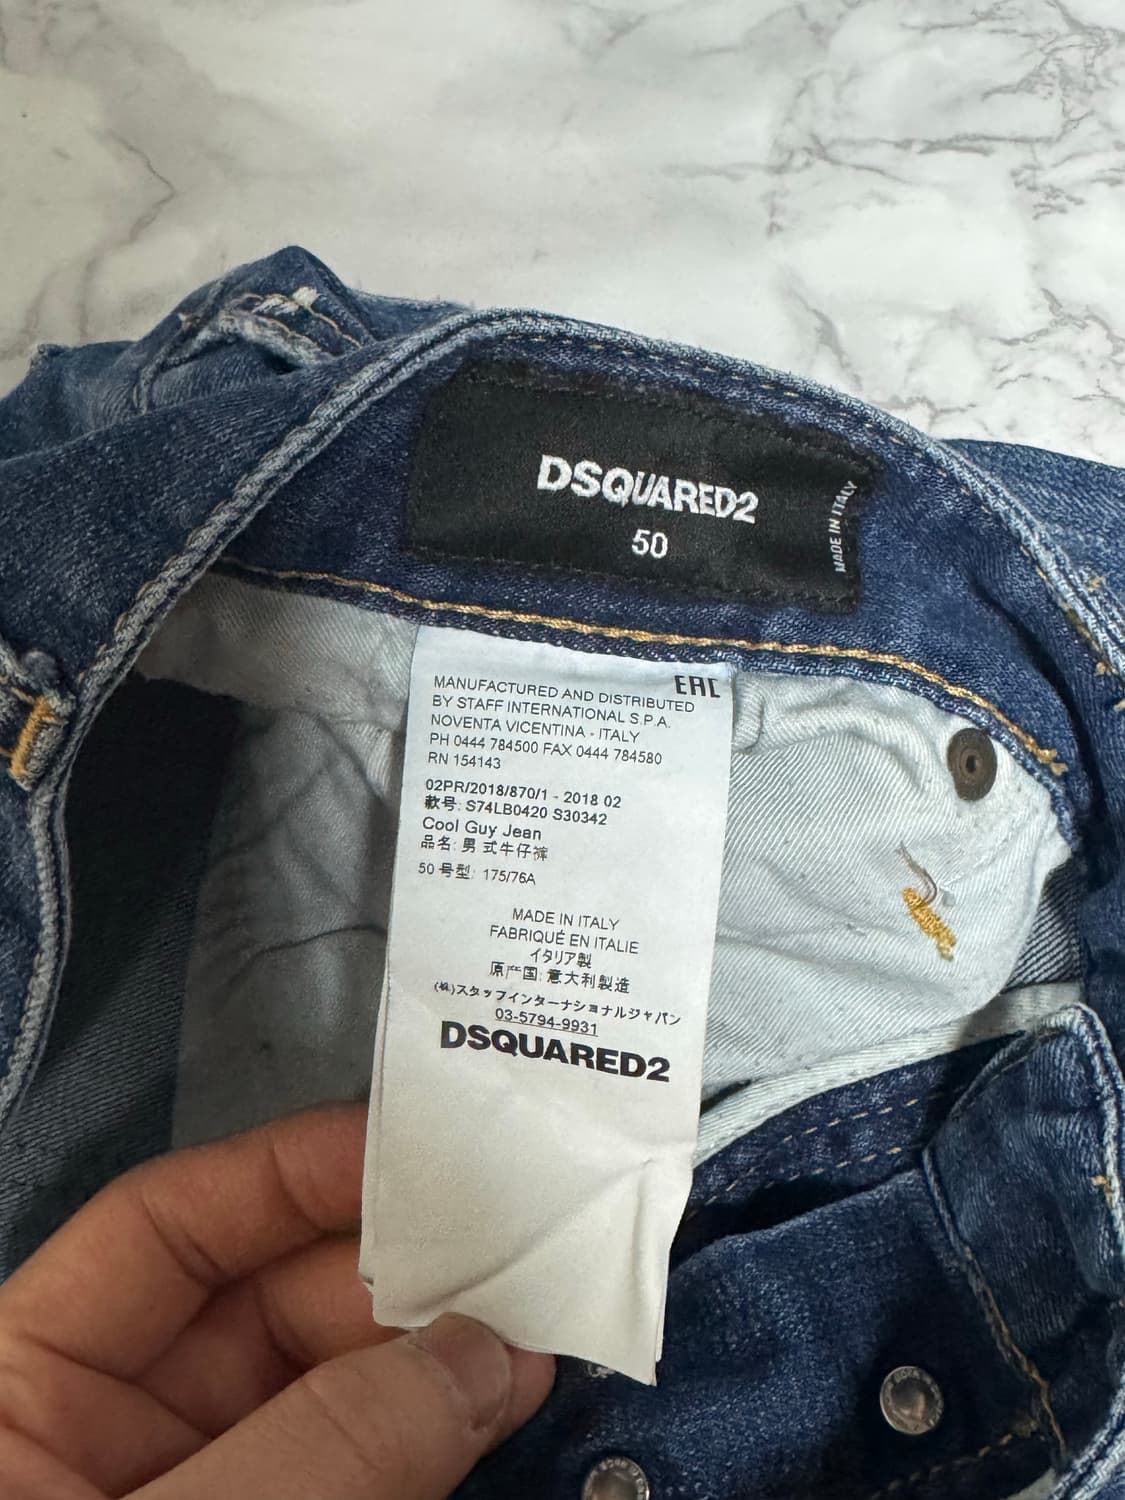 DSQUARED2
50
MADE IN ITALY
EAC
MANUFACTURED AND DISTRIBUTED
BY STAFF INTERNATIONAL S.P.A.
NOVENTA VICENTINA - ITALY
PH 0444 784500 FAX 0444 784580
RN 154143
02PR/2018/870/1 - 2018 02
款号: S74LB0420 S30342
Cool Guy Jean
品名: 男 式牛仔裤
50 号型: 175/76A
MADE IN ITALY
FABRIQUÉ EN ITALIE
イタリア製
原产国: 意大利製造
(株)スタッフインターナショナルジャパン
03-5794-9931
DSQUARED2